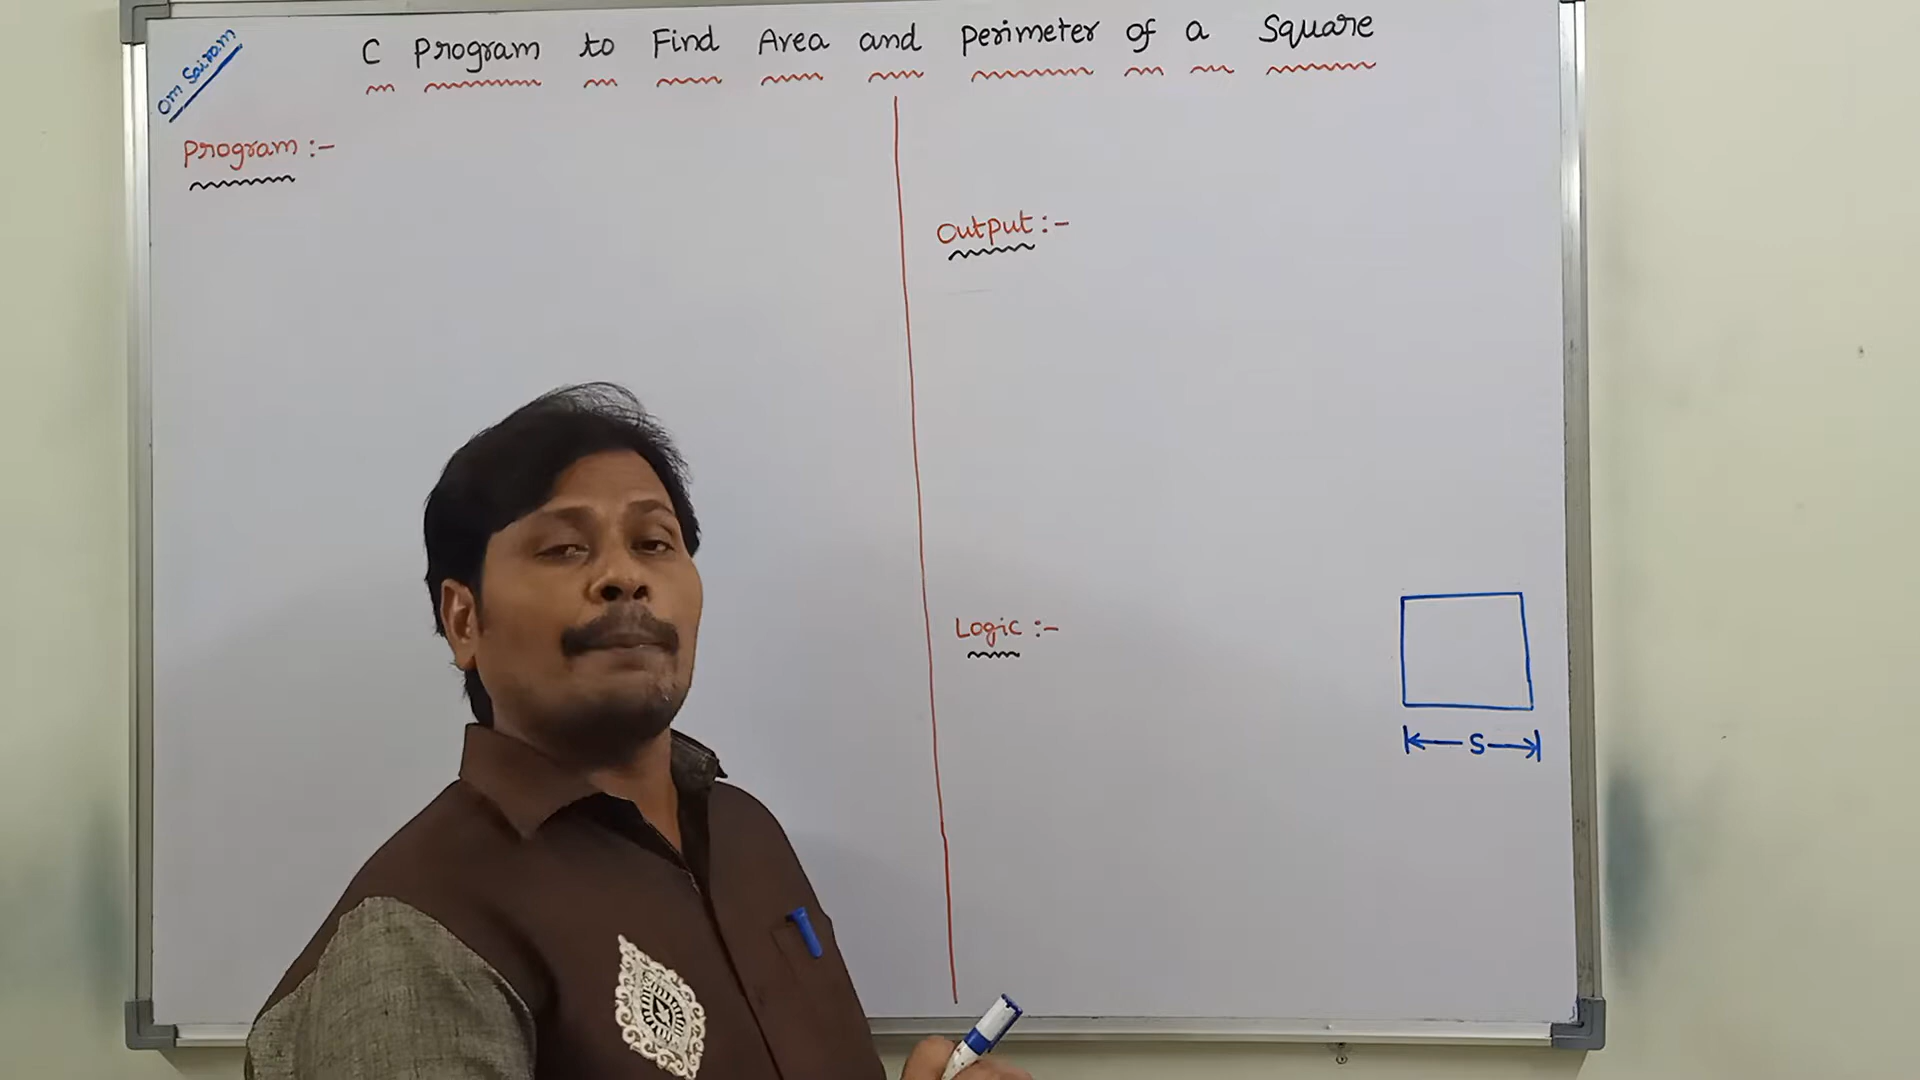 Om Sairam
C Program to Find Area and Perimeter of a Square
Program :-
Output :-
Logic :-
S